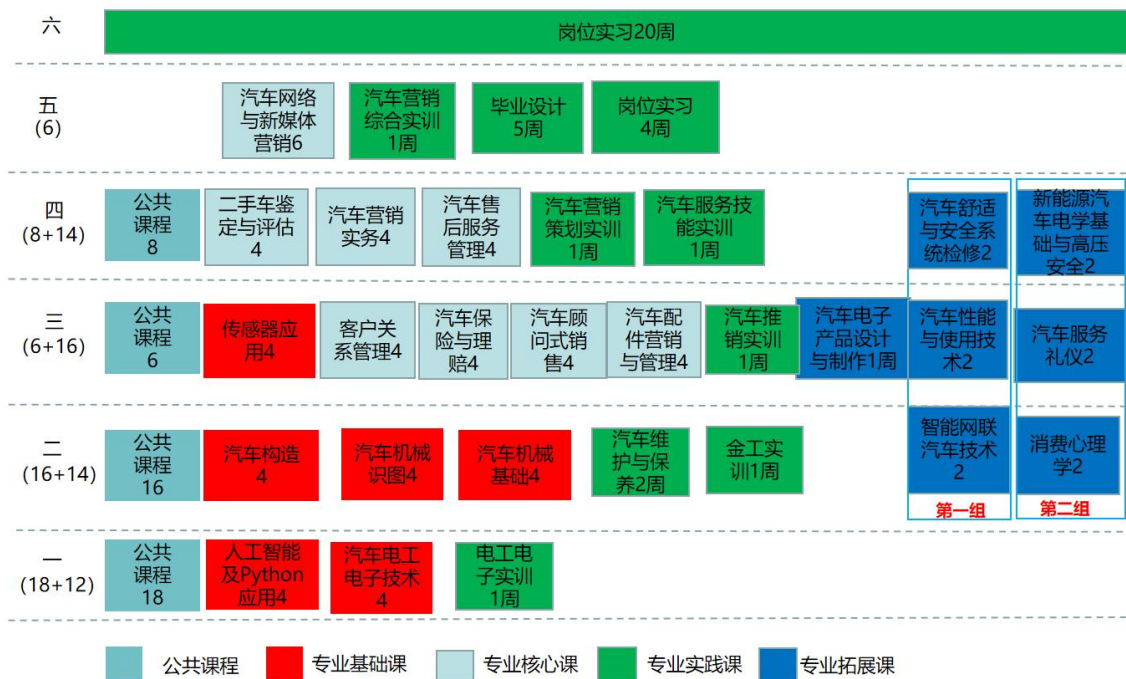 六
岗位实习20周
五
(6)
汽车网络
与新媒体
营销6
汽车营销
综合实训
1周
毕业设计
5周
岗位实习
4周
四
(8+14)
公共
课程
8
二手车鉴
定与评估
4
汽车营销
实务4
汽车售
后服务
管理4
汽车营销
策划实训
1周
汽车服务技
能实训
1周
汽车舒适
与安全系
统检修2
新能源汽
车电学基
础与高压
安全2
三
(6+16)
公共
课程
6
传感器应
用4
客户关
系管理4
汽车保
险与理
赔4
汽车顾
问式销
售4
汽车配
件营销
与管理4
汽车推
销实训
1周
汽车电子
产品设计
与制作1周
汽车性能
与使用技
术2
汽车服务
礼仪2
二
(16+14)
公共
课程
16
汽车构造
4
汽车机械
识图4
汽车机械
基础4
汽车维
护与保
养2周
金工实
训1周
智能网联
汽车技术
2
消费心理
学2
第一组
第二组
一
(18+12)
公共
课程
18
人工智能
及Python
应用4
汽车电工
电子技术
4
电工电
子实训
1周
公共课程
专业基础课
专业核心课
专业实践课
专业拓展课